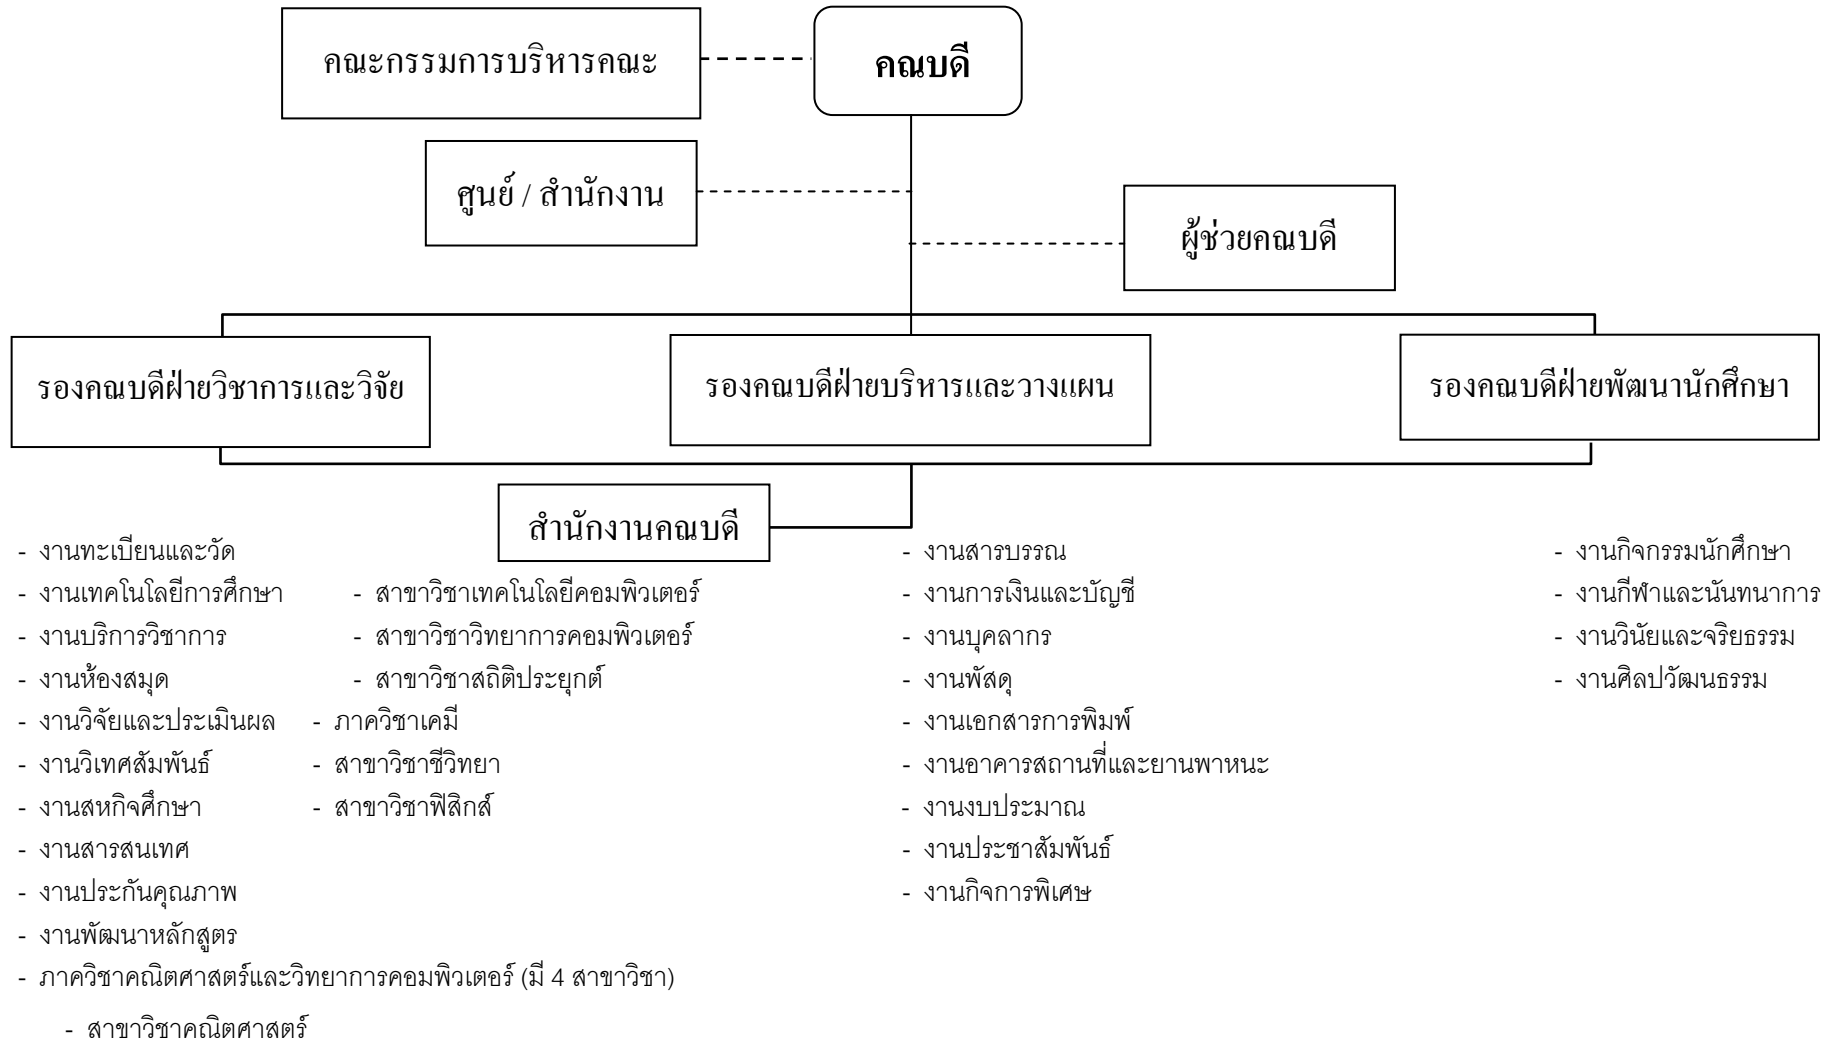 คณะกรรมการบริหารคณะ
คณบดี
ศูนย์ / สำนักงาน
ผู้ช่วยคณบดี
รองคณบดีฝ่ายวิชาการและวิจัย
รองคณบดีฝ่ายบริหารและวางแผน
รองคณบดีฝ่ายพัฒนานักศึกษา
สำนักงานคณบดี
- งานทะเบียนและวัด
- งานเทคโนโลยีการศึกษา
- งานบริการวิชาการ
- งานห้องสมุด
- งานวิจัยและประเมินผล
- งานวิเทศสัมพันธ์
- งานสหกิจศึกษา
- งานสารสนเทศ
- งานประกันคุณภาพ
- งานพัฒนาหลักสูตร
- ภาควิชาคณิตศาสตร์และวิทยาการคอมพิวเตอร์ (มี 4 สาขาวิชา)
- สาขาวิชาคณิตศาสตร์
- สาขาวิชาเทคโนโลยีคอมพิวเตอร์
- สาขาวิชาวิทยาการคอมพิวเตอร์
- สาขาวิชาสถิติประยุกต์
- ภาควิชาเคมี
- สาขาวิชาชีวิทยา
- สาขาวิชาฟิสิกส์
- งานสารบรรณ
- งานการเงินและบัญชี
- งานบุคลากร
- งานพัสดุ
- งานเอกสารการพิมพ์
- งานอาคารสถานที่และยานพาหนะ
- งานงบประมาณ
- งานประชาสัมพันธ์
- งานกิจการพิเศษ
- งานกิจกรรมนักศึกษา
- งานกีฬาและนันทนาการ
- งานวินัยและจริยธรรม
- งานศิลปวัฒนธรรม